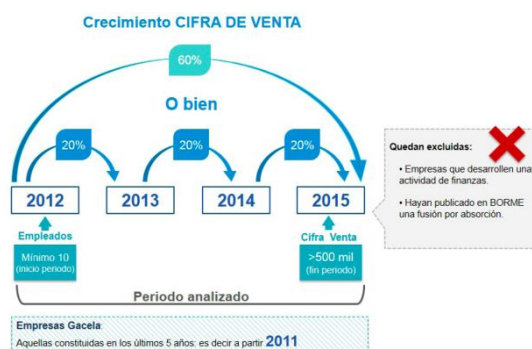 Crecimiento CIFRA DE VENTA
60%
O bien
20%
20%
20%
2012
2013
2014
2015
Empleados
Mínimo 10
(inicio periodo)
Cifra Venta
>500 mil
(fin periodo)
Periodo analizado
Quedan excluidas:
• Empresas que desarrollen una
actividad de finanzas.
• Hayan publicado en BORME
una fusión por absorción.
Empresas Gacela
Aquellas constituidas en los últimos 5 años: es decir a partir 2011